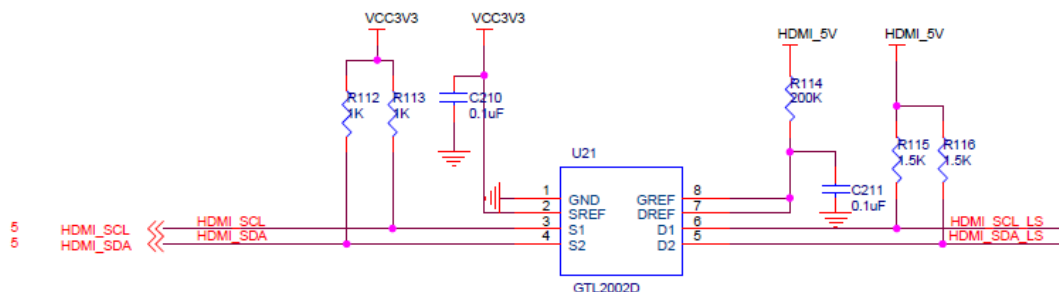 VCC3V3
VCC3V3
HDMI_5V
HDMI_5V
R112
1K
R113
1K
C210
0.1uF
R114
200K
R115
1.5K
R116
1.5K
C211
0.1uF
U21
1 GND GREF 8
2 SREF DREF 7
3 S1 D1 6
4 S2 D2 5
GTL2002D
5 HDMI_SCL HDMI_SCL HDMI_SCL_LS
5 HDMI_SDA HDMI_SDA HDMI_SDA_LS